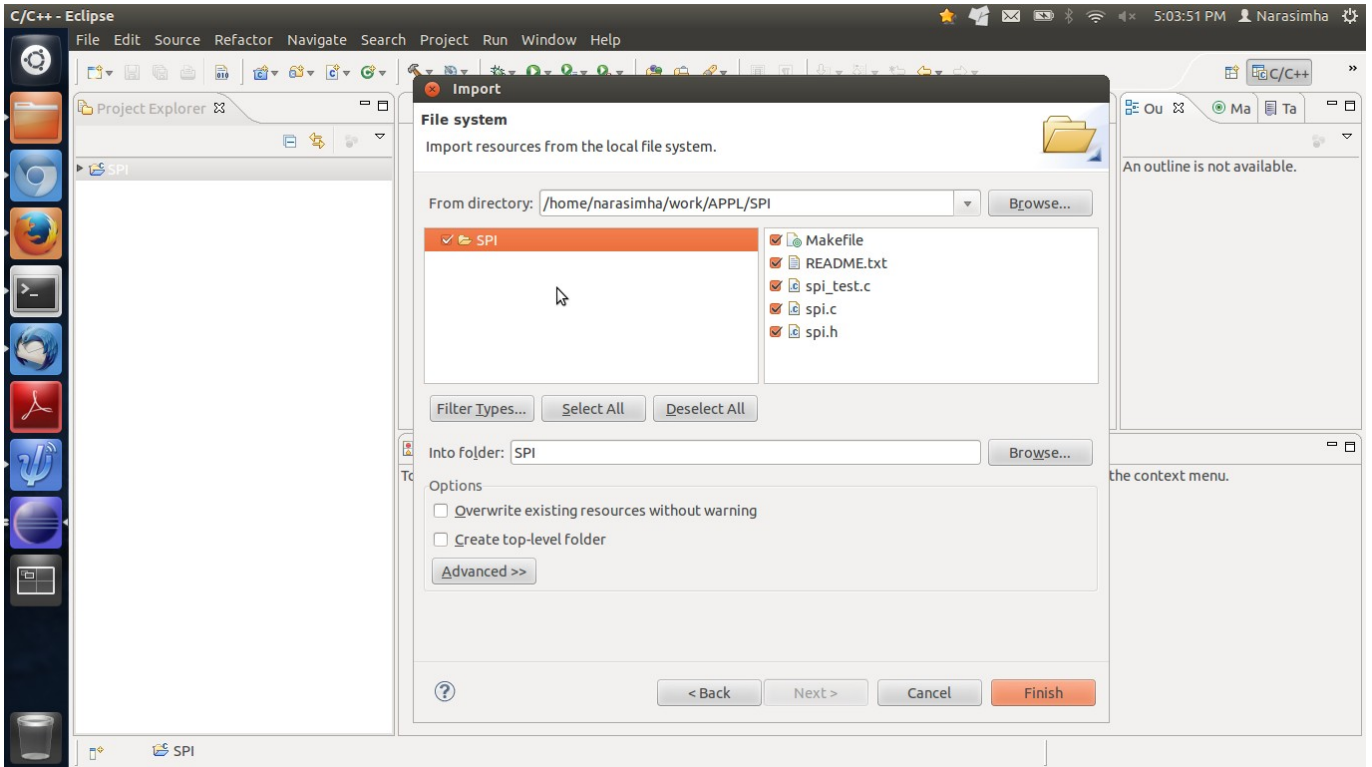 C/C++ - Eclipse
5:03:51 PM Narasimha
File Edit Source Refactor Navigate Search Project Run Window Help
C/C++ »
Import
Project Explorer
File system
Import resources from the local file system.
Ou Ma Ta
SPI
An outline is not available.
From directory: /home/narasimha/work/APPL/SPI Browse...
SPI
Makefile
README.txt
spi_test.c
spi.c
spi.h
Filter Types... Select All Deselect All
Into folder: SPI Browse...
the context menu.
Options
Overwrite existing resources without warning
Create top-level folder
Advanced >>
< Back Next > Cancel Finish
SPI